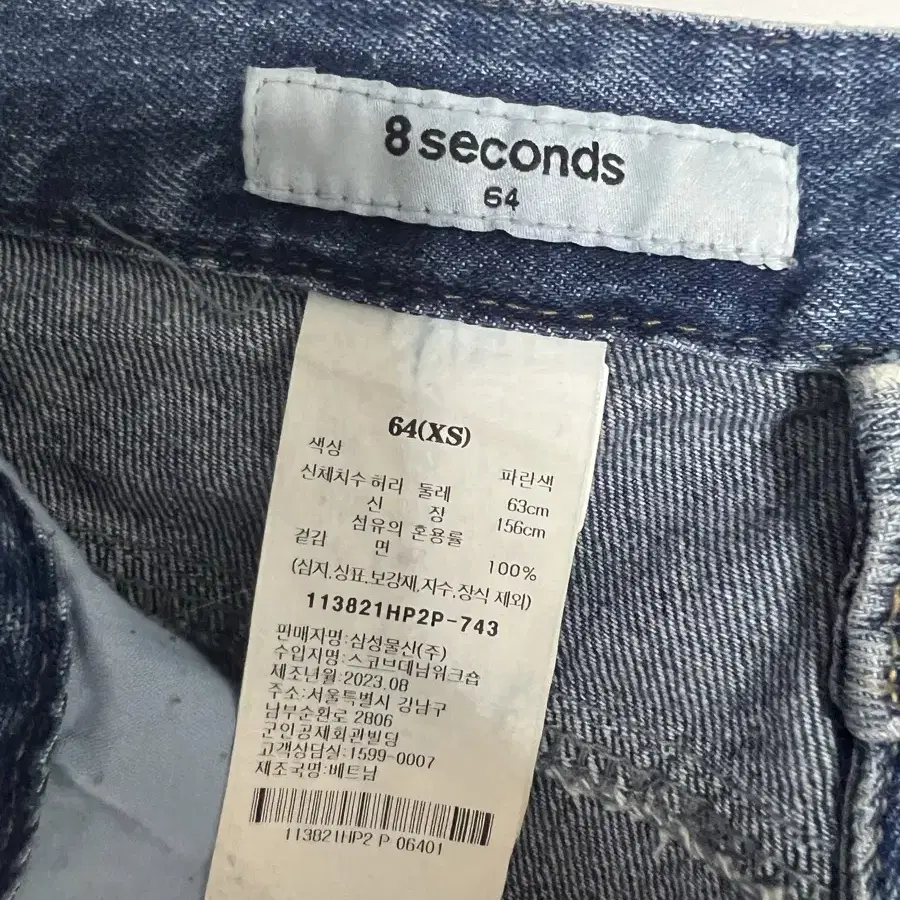 8 seconds
64
64(XS)
색상 파란색
신체치수 허리 둘레 63cm
신 장 156cm
섬유의 혼용률
겉감 면 100%
(심지,싱표,보강재,자수,장식 제외)
113821HP2P-743
판매자명:삼성물산(주)
수입자명:스코브데님워크숍
제조년월:2023.08
주소:서울특별시 강남구
남부순환로 2806
군인공제회관빌딩
고객상담실:1599-0007
제조국명:베트남
113821HP2 P 06401